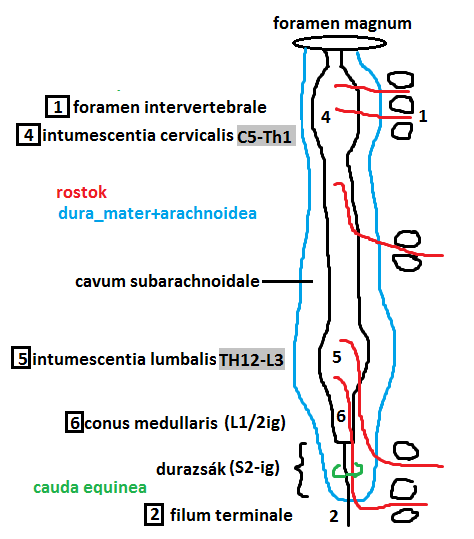 foramen magnum
1 foramen intervertebrale
4 intumescentia cervicalis C5-Th1
4
1
rostok
dura_mater+arachnoidea
cavum subarachnoidale
5 intumescentia lumbalis TH12-L3
5
6 conus medullaris (L1/2ig)
6
durazsák (S2-ig)
cauda equinea
2 filum terminale
2